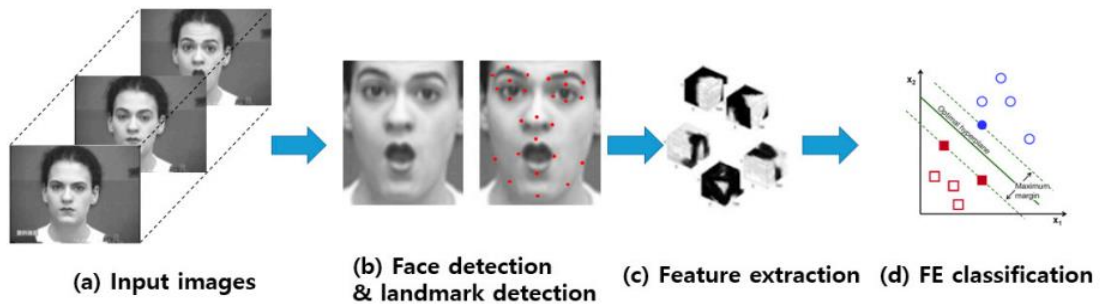 x₂
Optimal hyperplane
Maximum
margin
x₁
(a) Input images
(b) Face detection
& landmark detection
(c) Feature extraction
(d) FE classification